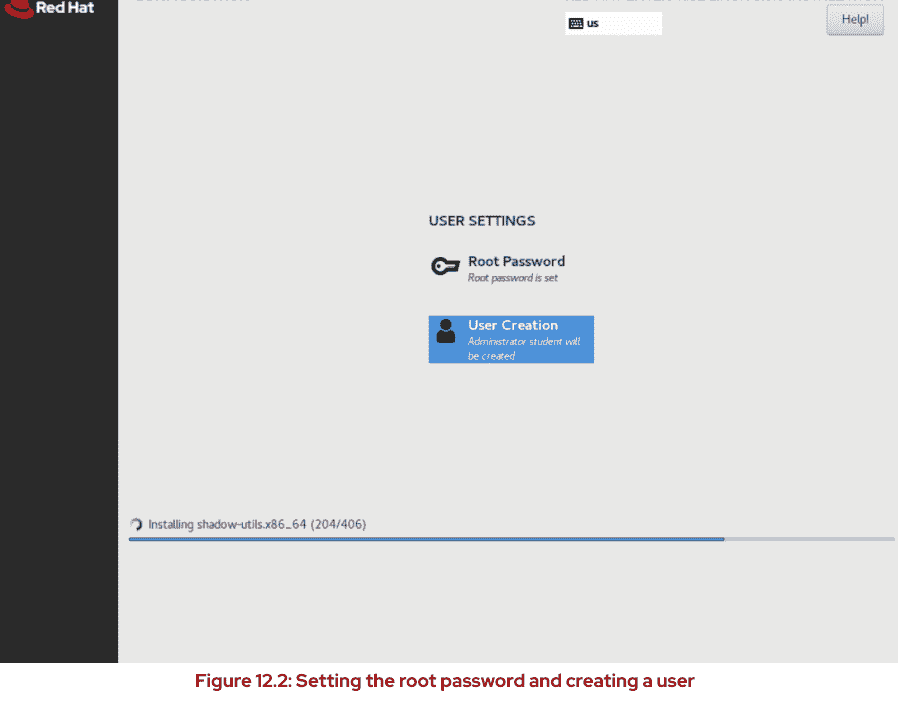 Red Hat
us
Help!
USER SETTINGS
Root Password
Root password is set
User Creation
Administrator student will
be created
Installing shadow-utils.x86_64 (204/406)
Figure 12.2: Setting the root password and creating a user